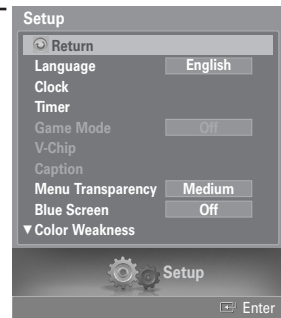 Setup
Return
Language English
Clock
Timer
Game Mode Off
V-Chip
Caption
Menu Transparency Medium
Blue Screen Off
▼ Color Weakness
Setup
Enter